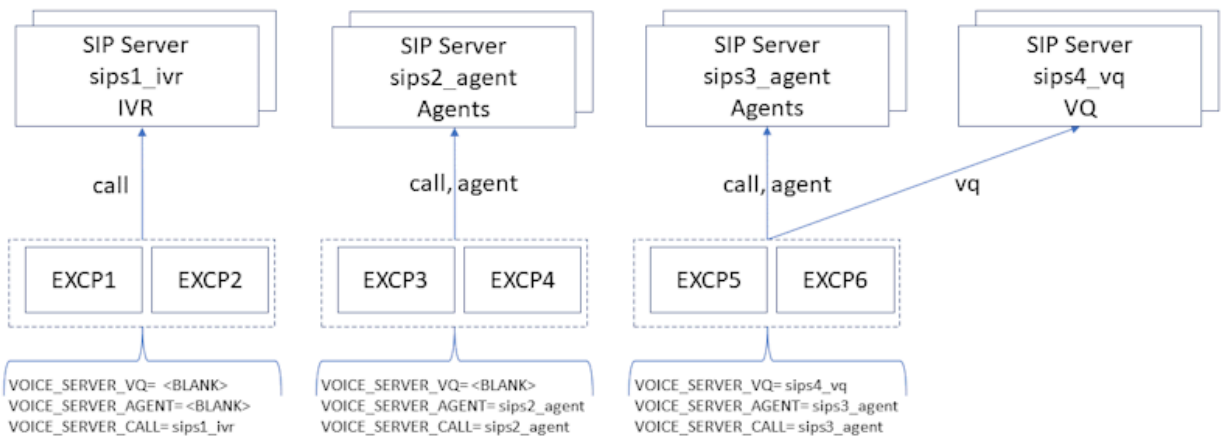 SIP Server
sips1_ivr
IVR
SIP Server
sips2_agent
Agents
SIP Server
sips3_agent
Agents
SIP Server
sips4_vq
VQ
call
call, agent
call, agent
vq
EXCP1
EXCP2
EXCP3
EXCP4
EXCP5
EXCP6
VOICE_SERVER_VQ= <BLANK>
VOICE_SERVER_AGENT=<BLANK>
VOICE_SERVER_CALL= sips1_ivr
VOICE_SERVER_VQ=<BLANK>
VOICE_SERVER_AGENT= sips2_agent
VOICE_SERVER_CALL= sips2_agent
VOICE_SERVER_VQ= sips4_vq
VOICE_SERVER_AGENT= sips3_agent
VOICE_SERVER_CALL= sips3_agent